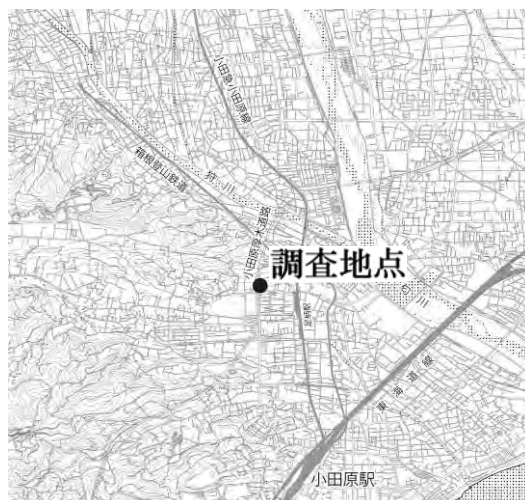 小田急小田原線
箱根登山鉄道
狩川
小田原厚木道路
調査地点
東海道線
小田原駅